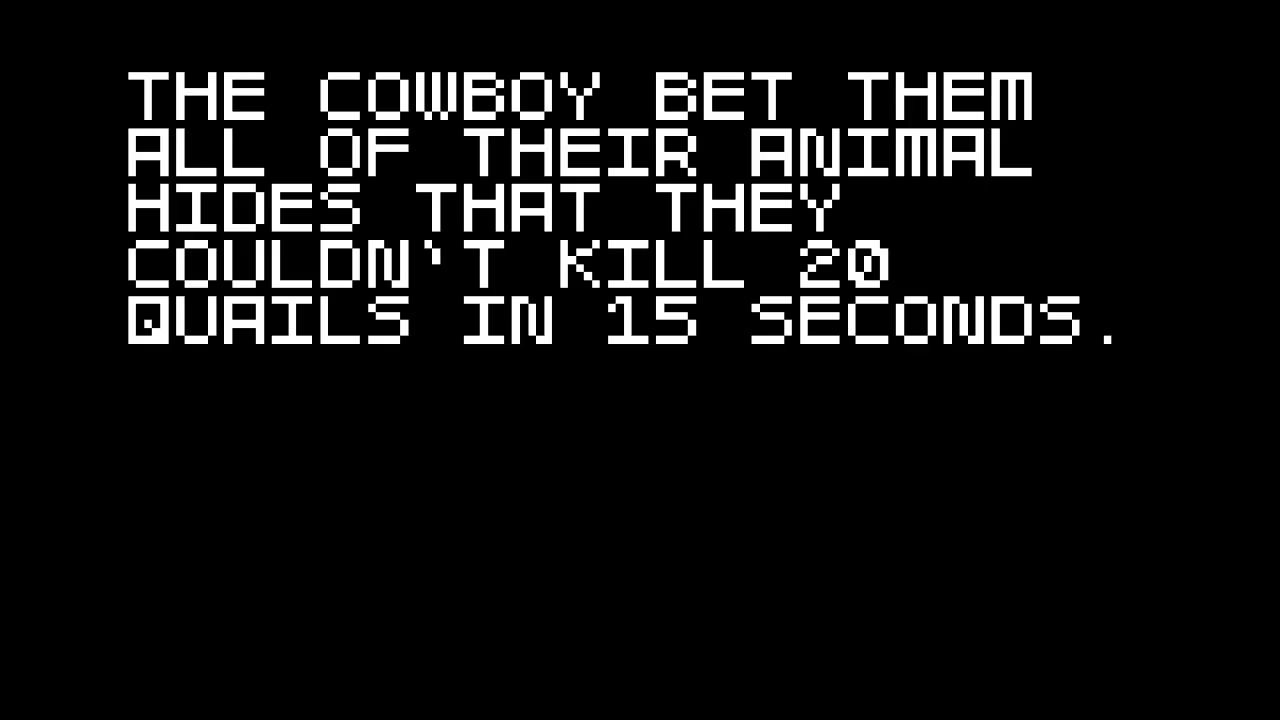 THE COWBOY BET THEM
ALL OF THEIR ANIMAL
HIDES THAT THEY
COULDN'T KILL 20
QUAILS IN 15 SECONDS.